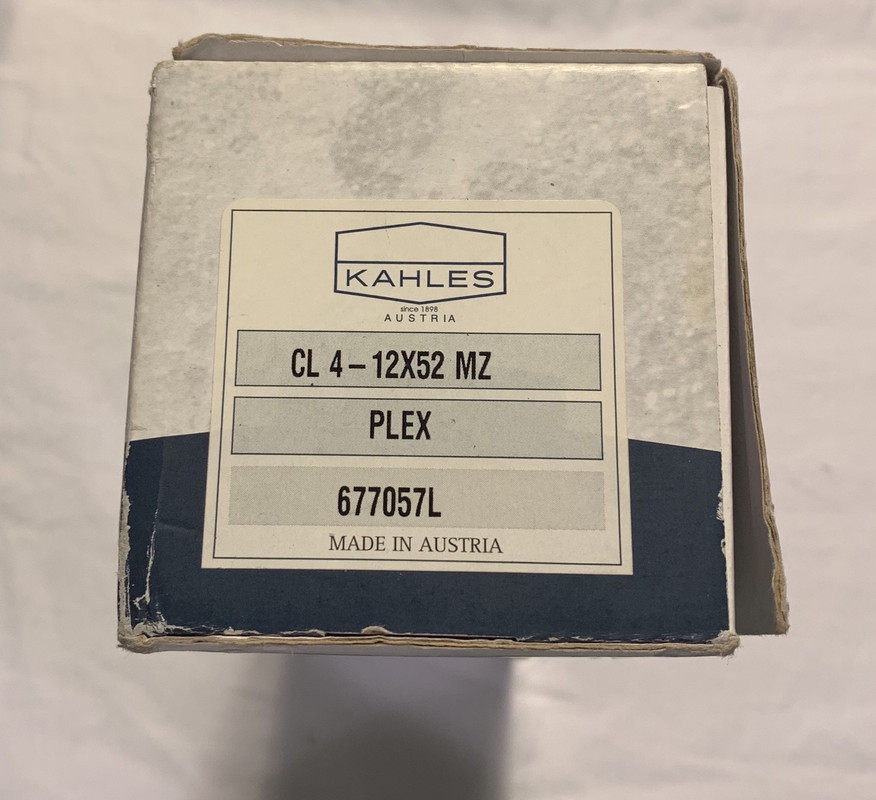 KAHLES
since 1898
AUSTRIA
CL 4-12X52 MZ
PLEX
677057L
MADE IN AUSTRIA